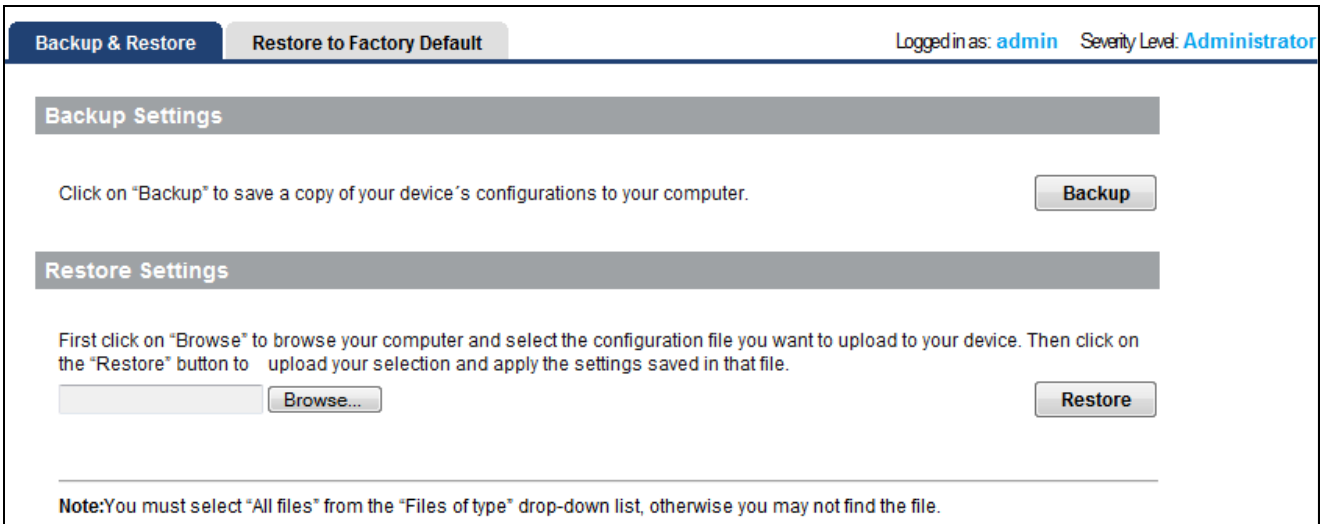 Backup & Restore Restore to Factory Default Logged in as: admin Severity Level: Administrator
Backup Settings
Click on “Backup” to save a copy of your device´s configurations to your computer. Backup
Restore Settings
First click on “Browse” to browse your computer and select the configuration file you want to upload to your device. Then click on
the “Restore” button to upload your selection and apply the settings saved in that file.
Browse... Restore
Note:You must select “All files” from the “Files of type” drop-down list, otherwise you may not find the file.